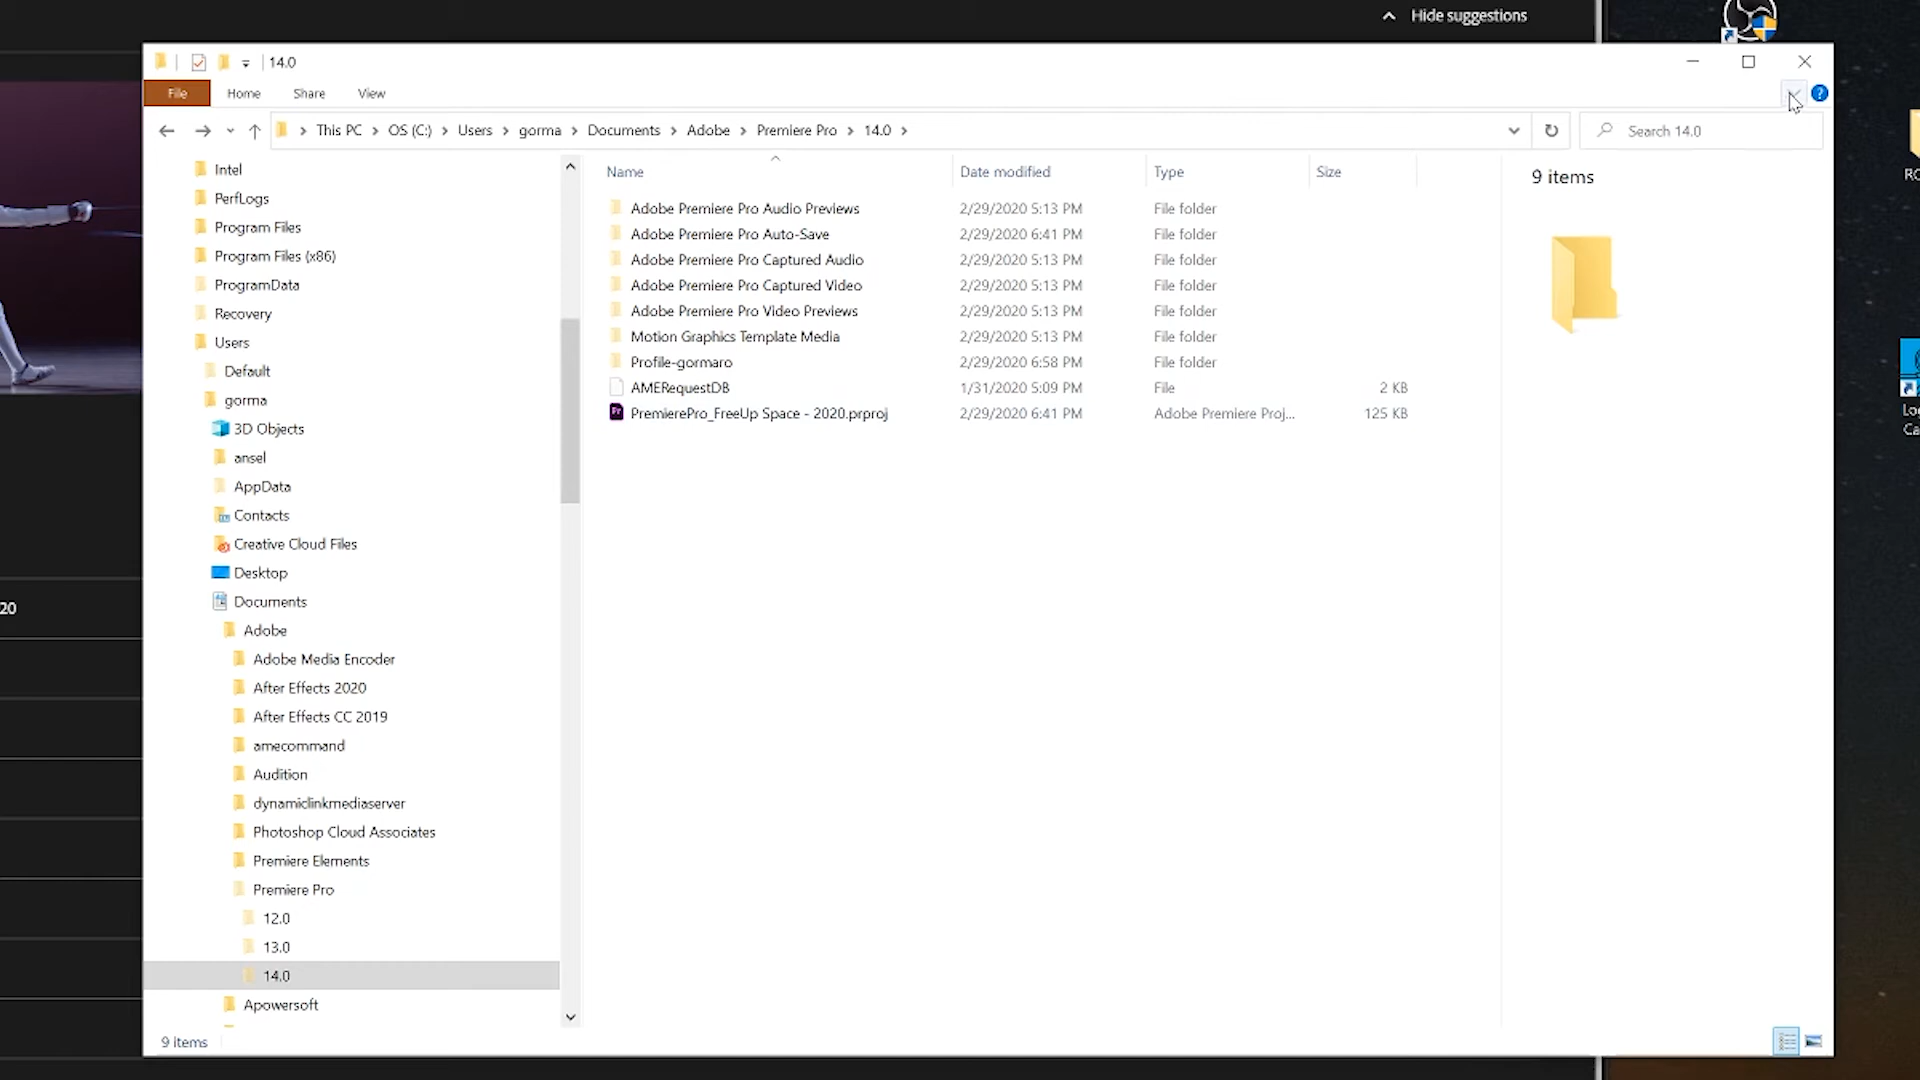 Hide suggestions
14.0
File Home Share View
This PC OS (C:) Users gorma Documents Adobe Premiere Pro 14.0
Search 14.0
Name Date modified Type Size
9 items
Adobe Premiere Pro Audio Previews 2/29/2020 5:13 PM File folder
Adobe Premiere Pro Auto-Save 2/29/2020 6:41 PM File folder
Adobe Premiere Pro Captured Audio 2/29/2020 5:13 PM File folder
Adobe Premiere Pro Captured Video 2/29/2020 5:13 PM File folder
Adobe Premiere Pro Video Previews 2/29/2020 5:13 PM File folder
Motion Graphics Template Media 2/29/2020 5:13 PM File folder
Profile-gormaro 2/29/2020 6:58 PM File folder
AMERequestDB 1/31/2020 5:09 PM File 2 KB
PremierePro_FreeUp Space - 2020.prproj 2/29/2020 6:41 PM Adobe Premiere Proj... 125 KB
Intel
PerfLogs
Program Files
Program Files (x86)
ProgramData
Recovery
Users
Default
gorma
3D Objects
ansel
AppData
Contacts
Creative Cloud Files
Desktop
Documents
Adobe
Adobe Media Encoder
After Effects 2020
After Effects CC 2019
amecommand
Audition
dynamiclinkmediaserver
Photoshop Cloud Associates
Premiere Elements
Premiere Pro
12.0
13.0
14.0
Apowersoft
9 items
20